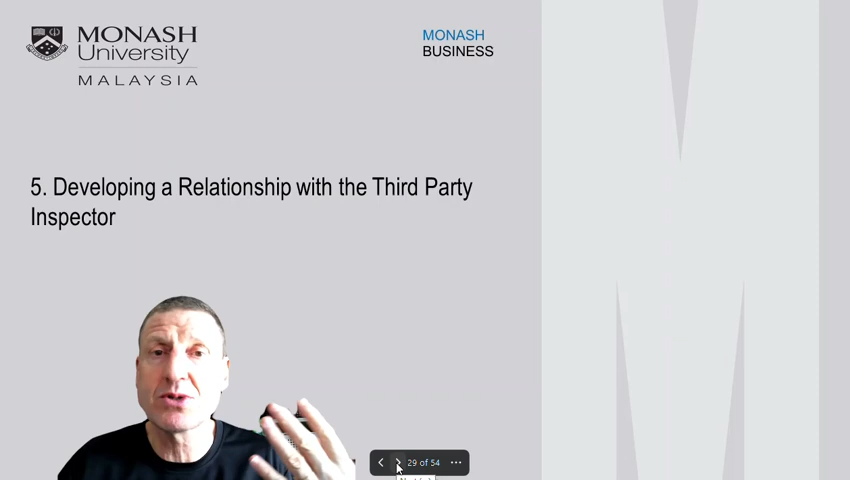 MONASH
University
MALAYSIA
MONASH
BUSINESS
5. Developing a Relationship with the Third Party
Inspector
29 of 54